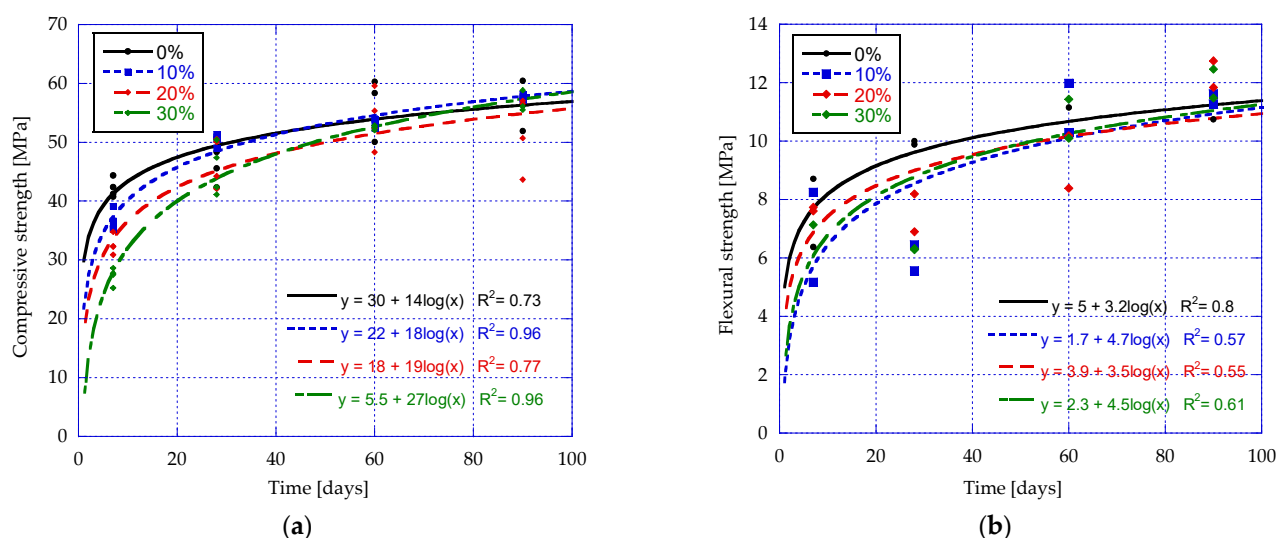 70
60
50
40
30
20
10
0
0 20 40 60 80 100
Compressive strength [MPa]
Time [days]
0%
10%
20%
30%
y = 30 + 14log(x) R²= 0.73
y = 22 + 18log(x) R²= 0.96
y = 18 + 19log(x) R²= 0.77
y = 5.5 + 27log(x) R²= 0.96
(a)
14
12
10
8
6
4
2
0
0 20 40 60 80 100
Flexural strength [MPa]
Time [days]
0%
10%
20%
30%
y = 5 + 3.2log(x) R²= 0.8
y = 1.7 + 4.7log(x) R²= 0.57
y = 3.9 + 3.5log(x) R²= 0.55
y = 2.3 + 4.5log(x) R²= 0.61
(b)